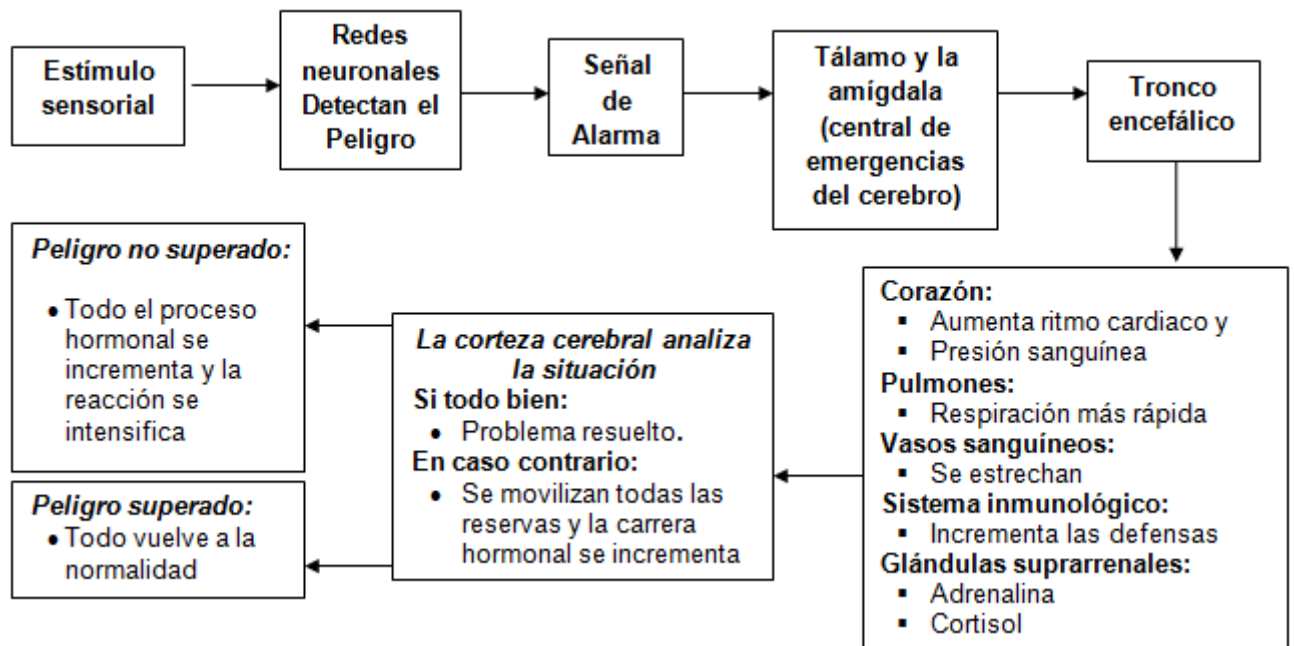 Estímulo
sensorial
Redes
neuronales
Detectan el
Peligro
Señal
de
Alarma
Tálamo y la
amígdala
(central de
emergencias
del cerebro)
Tronco
encefálico
Corazón:
▪ Aumenta ritmo cardiaco y
▪ Presión sanguínea
Pulmones:
▪ Respiración más rápida
Vasos sanguíneos:
▪ Se estrechan
Sistema inmunológico:
▪ Incrementa las defensas
Glándulas suprarrenales:
▪ Adrenalina
▪ Cortisol
La corteza cerebral analiza
la situación
Si todo bien:
• Problema resuelto.
En caso contrario:
• Se movilizan todas las
reservas y la carrera
hormonal se incrementa
Peligro no superado:
• Todo el proceso
hormonal se
incrementa y la
reacción se
intensifica
Peligro superado:
• Todo vuelve a la
normalidad